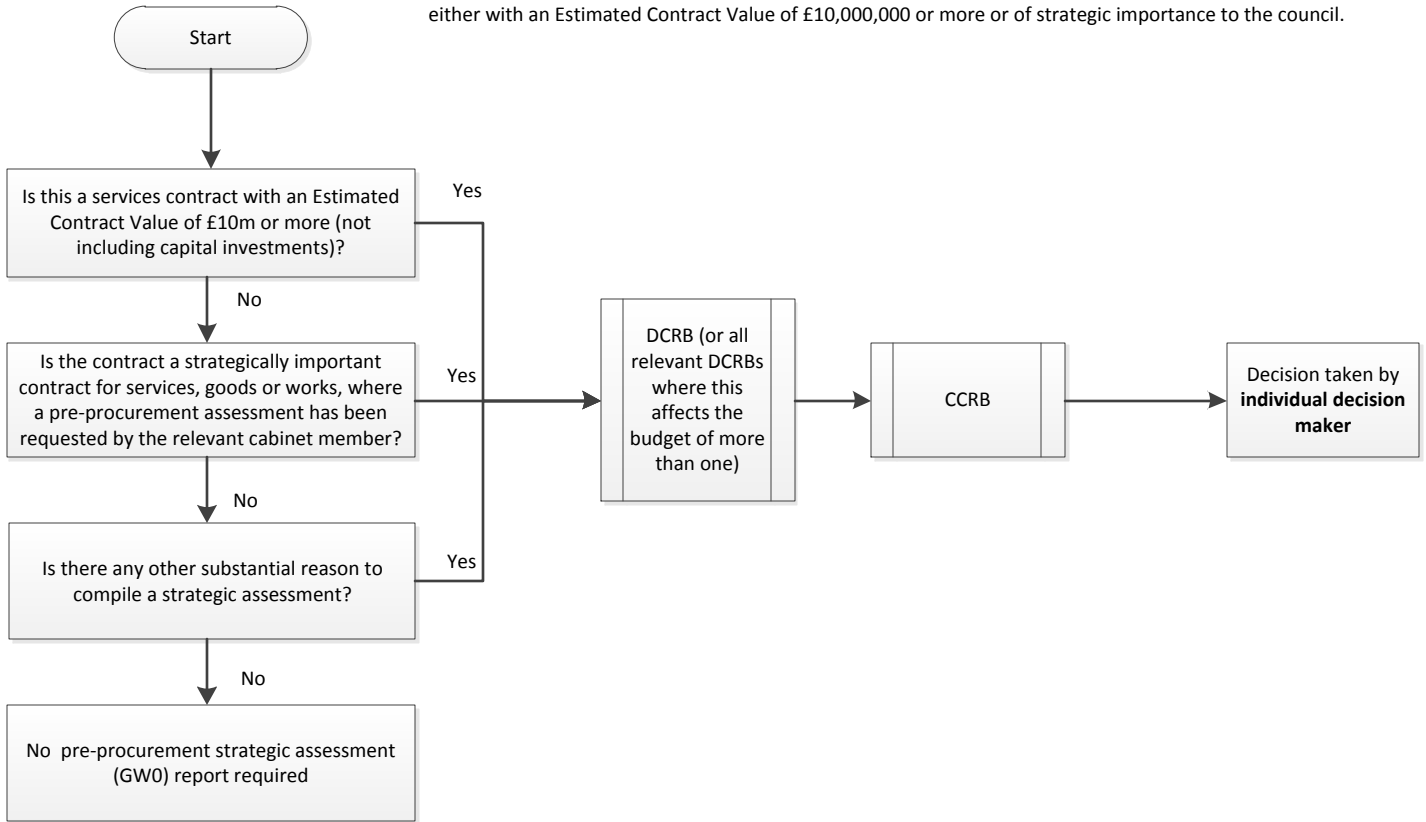 either with an Estimated Contract Value of £10,000,000 or more or of strategic importance to the council.
Start
Is this a services contract with an Estimated
Contract Value of £10m or more (not
including capital investments)?
Yes
No
Is the contract a strategically important
contract for services, goods or works, where
a pre-procurement assessment has been
requested by the relevant cabinet member?
Yes
No
Is there any other substantial reason to
compile a strategic assessment?
Yes
No
No pre-procurement strategic assessment
(GW0) report required
DCRB (or all
relevant DCRBs
where this
affects the
budget of more
than one)
CCRB
Decision taken by
individual decision
maker